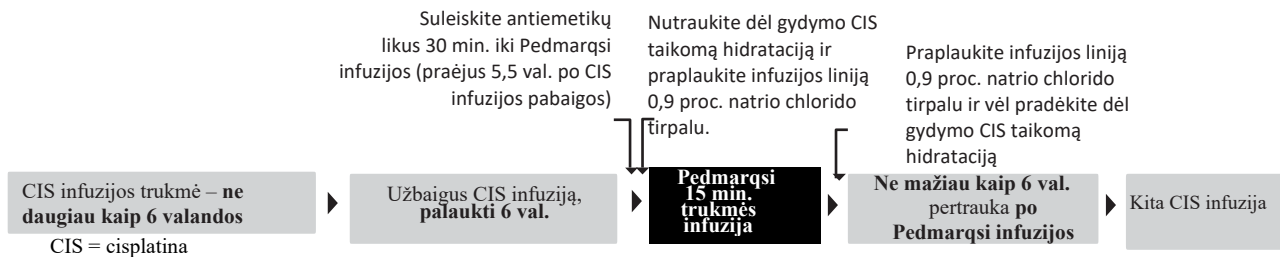 Suleiskite antiemetikų
likus 30 min. iki Pedmarqsi
infuzijos (praėjus 5,5 val. po CIS
infuzijos pabaigos)
Nutraukite dėl gydymo CIS
taikomą hidrataciją ir
praplaukite infuzijos liniją
0,9 proc. natrio chlorido
tirpalu.
Praplaukite infuzijos liniją
0,9 proc. natrio chlorido
tirpalu ir vėl pradėkite dėl
gydymo CIS taikomą
hidrataciją
CIS infuzijos trukmė – ne
daugiau kaip 6 valandos
Užbaigus CIS infuziją,
palaukti 6 val.
Pedmarqsi
15 min.
trukmės
infuzija
Ne mažiau kaip 6 val.
pertrauka po
Pedmarqsi infuzijos
Kita CIS infuzija
CIS = cisplatina